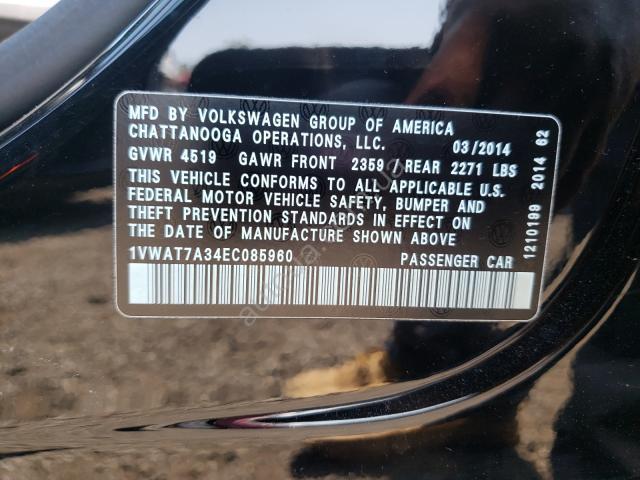 MFD BY VOLKSWAGEN GROUP OF AMERICA
CHATTANOOGA OPERATIONS, LLC. 03/2014
GVWR 4519 GAWR FRONT 2359/REAR 2271 LBS
THIS VEHICLE CONFORMS TO ALL APPLICABLE U.S.
FEDERAL MOTOR VEHICLE SAFETY, BUMPER AND
THEFT PREVENTION STANDARDS IN EFFECT ON
THE DATE OF MANUFACTURE SHOWN ABOVE
1VWAT7A34EC085960 PASSENGER CAR
1210199 2014 62